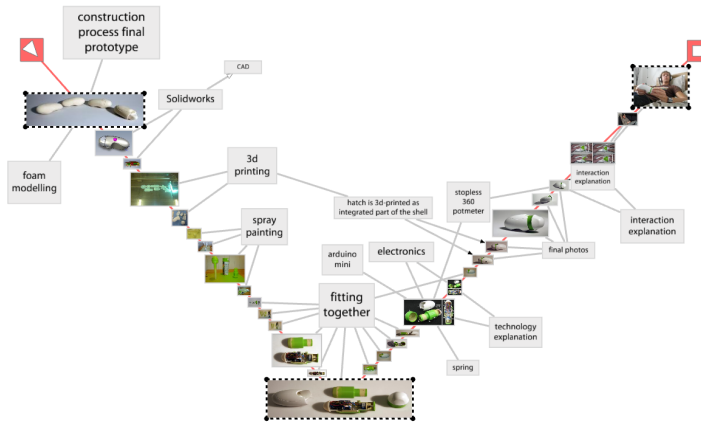 construction
process final
prototype
CAD
Solidworks
foam
modelling
3d
printing
hatch is 3d-printed as
integrated part of the shell
stopless
360
potmeter
interaction
explanation
interaction
explanation
spray
painting
arduino
mini
electronics
final photos
fitting
together
technology
explanation
spring